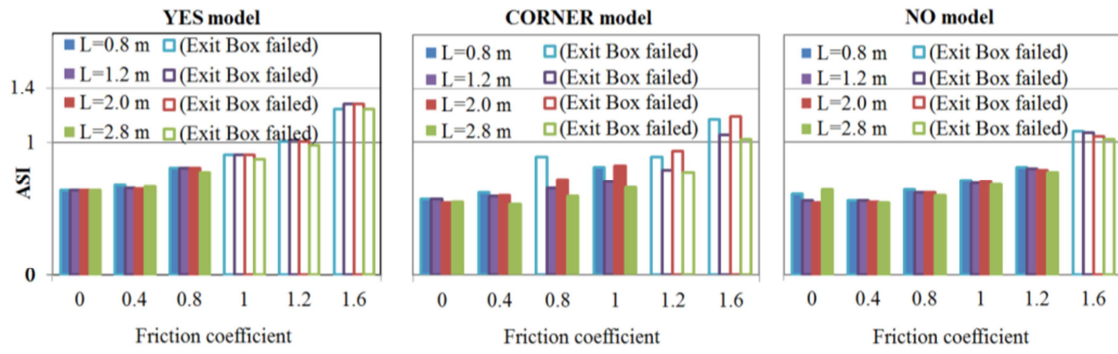 YES model
L=0.8 m (Exit Box failed)
L=1.2 m (Exit Box failed)
L=2.0 m (Exit Box failed)
L=2.8 m (Exit Box failed)
1.4
1
0
ASI
0 0.4 0.8 1 1.2 1.6
Friction coefficient
CORNER model
L=0.8 m (Exit Box failed)
L=1.2 m (Exit Box failed)
L=2.0 m (Exit Box failed)
L=2.8 m (Exit Box failed)
0 0.4 0.8 1 1.2 1.6
Friction coefficient
NO model
L=0.8 m (Exit Box failed)
L=1.2 m (Exit Box failed)
L=2.0 m (Exit Box failed)
L=2.8 m (Exit Box failed)
0 0.4 0.8 1 1.2 1.6
Friction coefficient